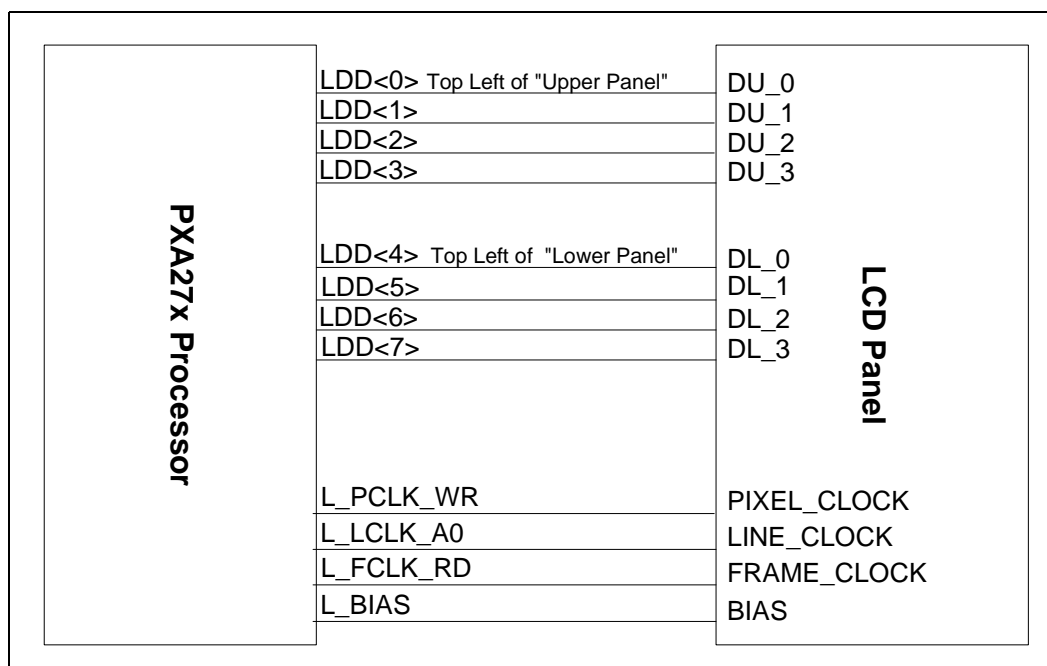 PXA27x Processor
LDD<0> Top Left of "Upper Panel" DU_0
LDD<1> DU_1
LDD<2> DU_2
LDD<3> DU_3
LDD<4> Top Left of "Lower Panel" DL_0
LDD<5> DL_1
LDD<6> DL_2
LDD<7> DL_3
L_PCLK_WR PIXEL_CLOCK
L_LCLK_A0 LINE_CLOCK
L_FCLK_RD FRAME_CLOCK
L_BIAS BIAS
LCD Panel